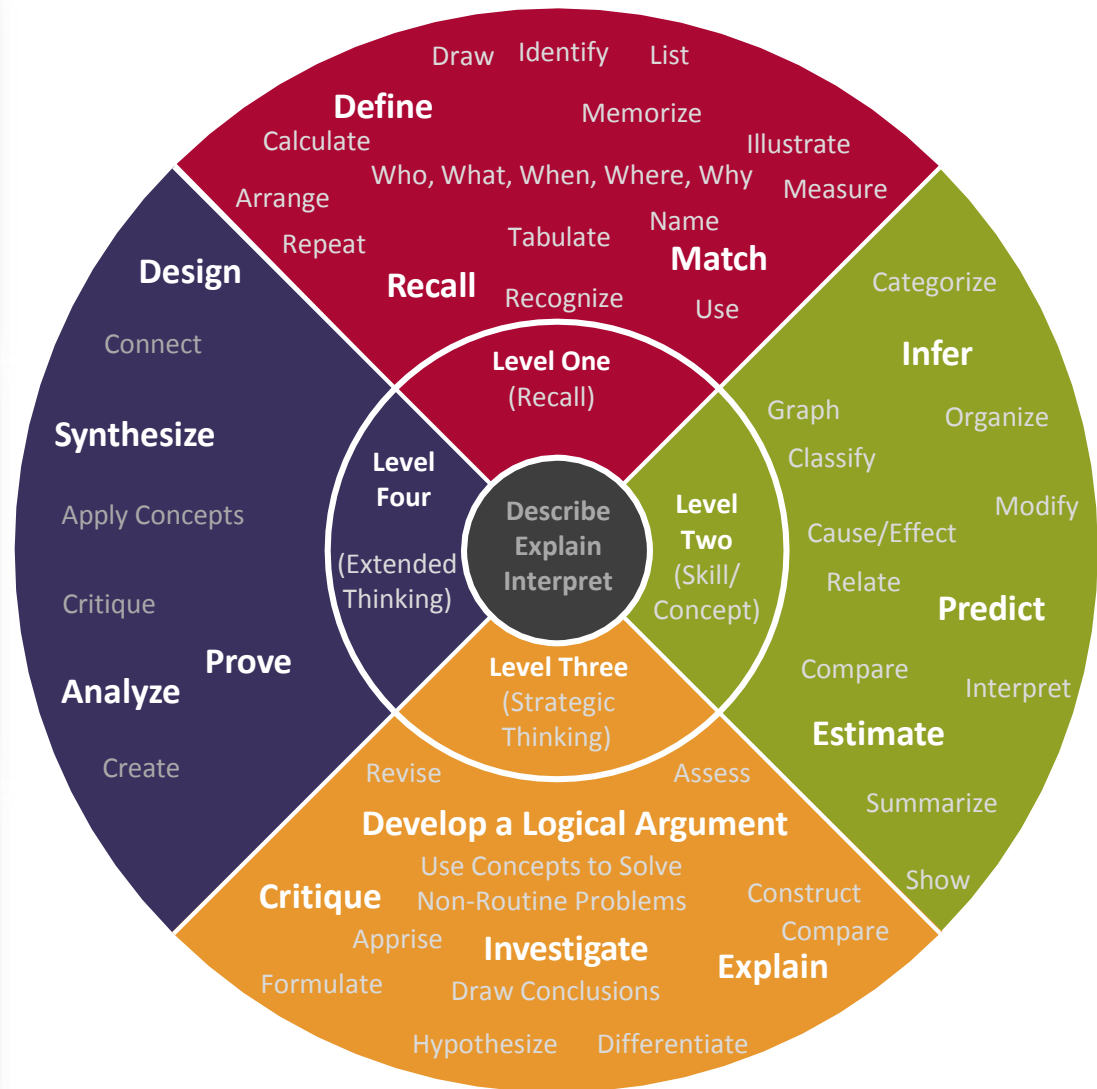 Draw Identify List
Define
Memorize
Calculate
Illustrate
Who, What, When, Where, Why
Measure
Arrange
Name
Repeat
Tabulate
Match
Recall
Recognize
Use
Level One
(Recall)
Categorize
Infer
Graph
Organize
Classify
Modify
Cause/Effect
Relate
Predict
Compare
Interpret
Estimate
Summarize
Show
Level
Two
(Skill/
Concept)
Describe
Explain
Interpret
Level Three
(Strategic
Thinking)
Revise
Assess
Develop a Logical Argument
Use Concepts to Solve
Non-Routine Problems
Critique
Construct
Compare
Apprise
Investigate
Explain
Formulate
Draw Conclusions
Hypothesize
Differentiate
Level
Four
(Extended
Thinking)
Design
Connect
Synthesize
Apply Concepts
Critique
Prove
Analyze
Create